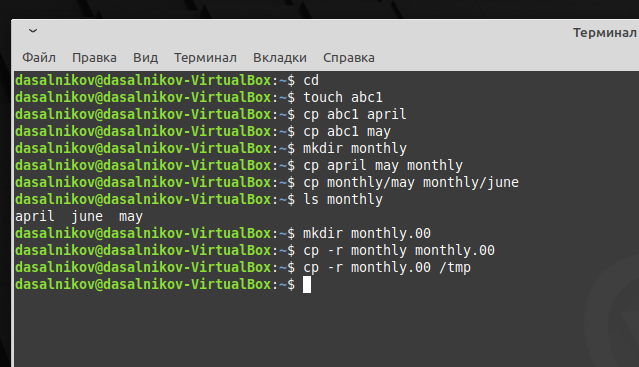 Терминал
Файл Правка Вид Терминал Вкладки Справка
dasalnikov@dasalnikov-VirtualBox:~$ cd
dasalnikov@dasalnikov-VirtualBox:~$ touch abc1
dasalnikov@dasalnikov-VirtualBox:~$ cp abc1 april
dasalnikov@dasalnikov-VirtualBox:~$ cp abc1 may
dasalnikov@dasalnikov-VirtualBox:~$ mkdir monthly
dasalnikov@dasalnikov-VirtualBox:~$ cp april may monthly
dasalnikov@dasalnikov-VirtualBox:~$ cp monthly/may monthly/june
dasalnikov@dasalnikov-VirtualBox:~$ ls monthly
april  june  may
dasalnikov@dasalnikov-VirtualBox:~$ mkdir monthly.00
dasalnikov@dasalnikov-VirtualBox:~$ cp -r monthly monthly.00
dasalnikov@dasalnikov-VirtualBox:~$ cp -r monthly.00 /tmp
dasalnikov@dasalnikov-VirtualBox:~$